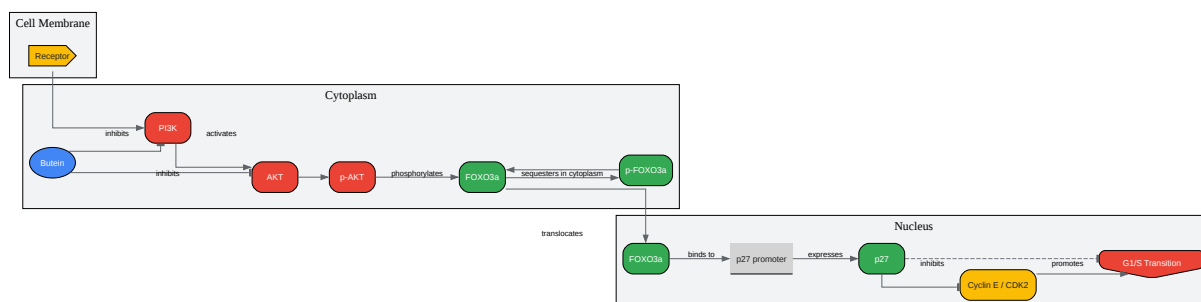 Cell Membrane
Receptor
Cytoplasm
inhibits
PI3K
activates
Butein
inhibits
AKT
p-AKT
phosphorylates
FOXO3a
sequesters in cytoplasm
p-FOXO3a
translocates
Nucleus
FOXO3a
binds to
p27 promoter
expresses
p27
inhibits
Cyclin E / CDK2
promotes
G1/S Transition